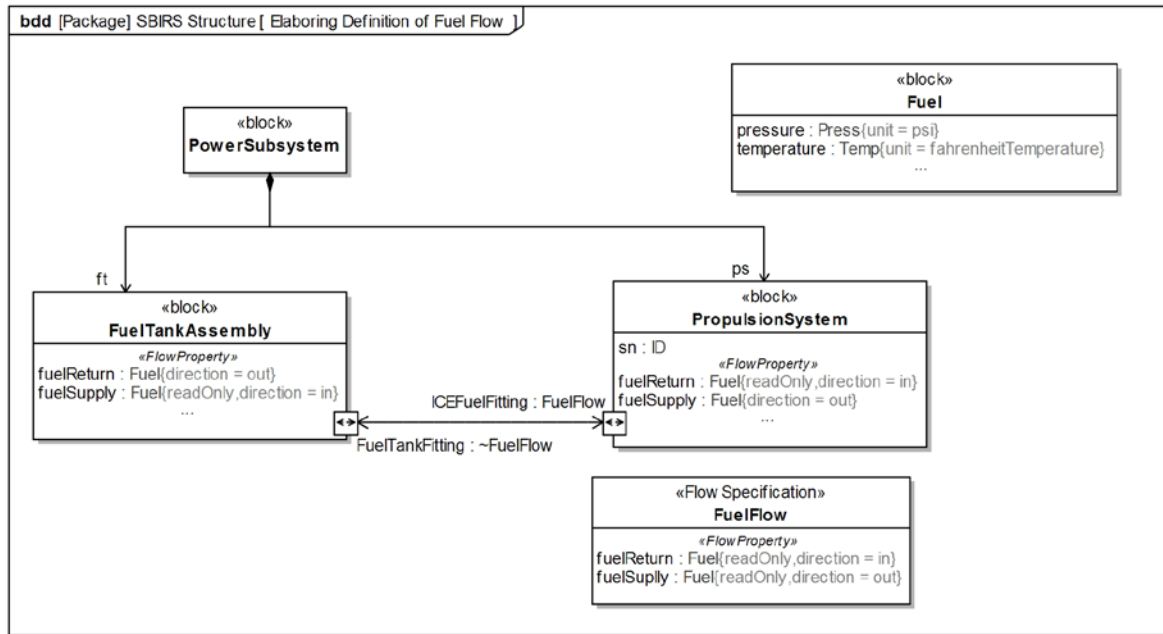 bdd [Package] SBIRS Structure [ Elaboring Definition of Fuel Flow ]
«block»
Fuel
pressure : Press{unit = psi}
temperature : Temp{unit = fahrenheitTemperature}
...
«block»
PowerSubsystem
ft
ps
«block»
FuelTankAssembly
«FlowProperty»
fuelReturn : Fuel{direction = out}
fuelSupply : Fuel{readOnly,direction = in}
...
«block»
PropulsionSystem
sn : ID
«FlowProperty»
fuelReturn : Fuel{readOnly,direction = in}
fuelSupply : Fuel{direction = out}
...
ICEFuelFitting : FuelFlow
FuelTankFitting : ~FuelFlow
«Flow Specification»
FuelFlow
«FlowProperty»
fuelReturn : Fuel{readOnly,direction = in}
fuelSuplly : Fuel{readOnly,direction = out}